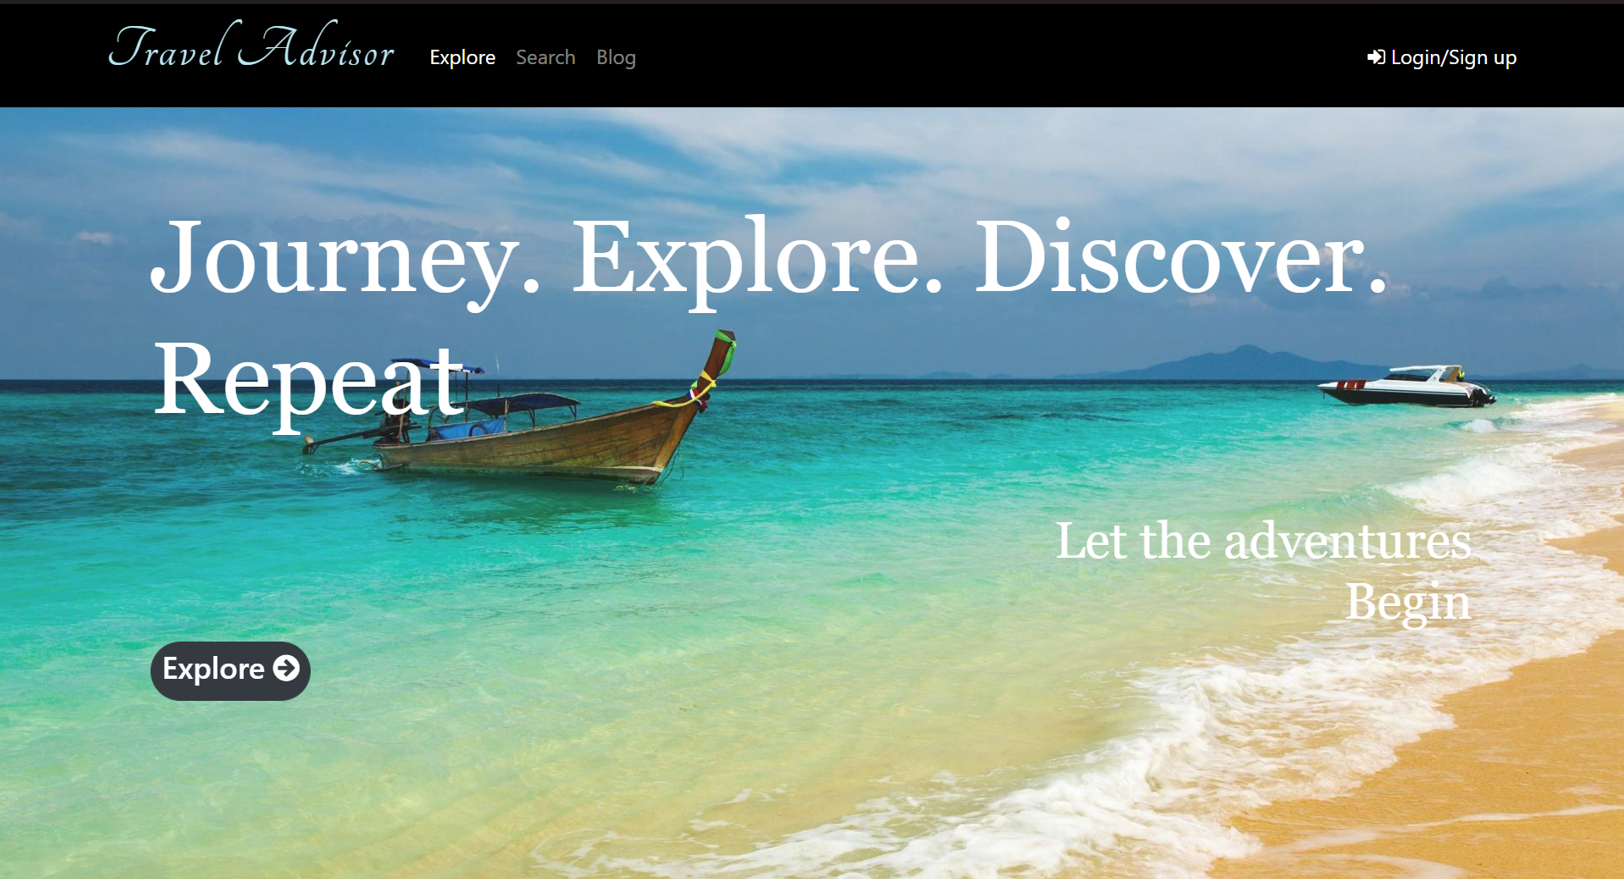 Travel Advisor
Explore
Search
Blog
Login/Sign up
Journey. Explore. Discover.
Repeat
Let the adventures
Begin
Explore